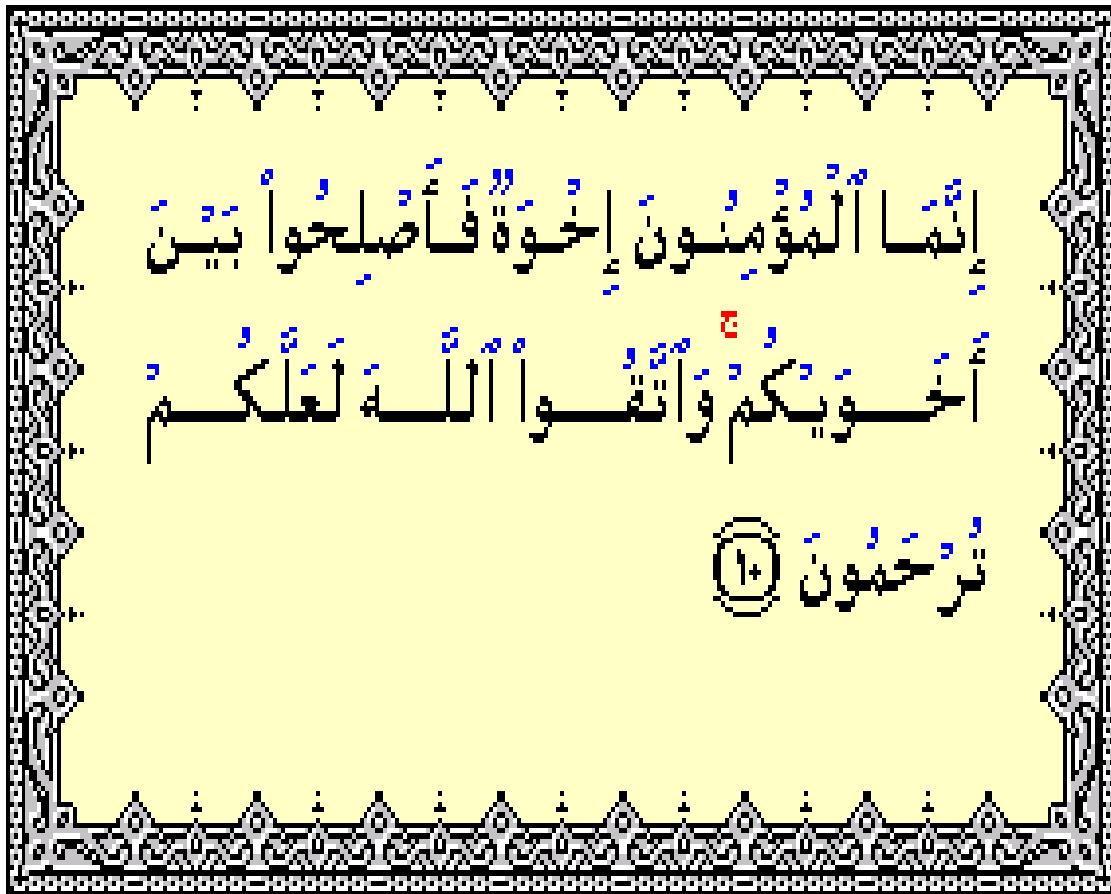 إِنَّمَا ٱلْمُؤْمِنُونَ إِخْوَةٌ فَأَصْلِحُوا۟ بَيْنَ
أَخَوَيْكُمْ ۚ وَٱتَّقُوا۟ ٱللَّهَ لَعَلَّكُمْ
تُرْحَمُونَ ١٠